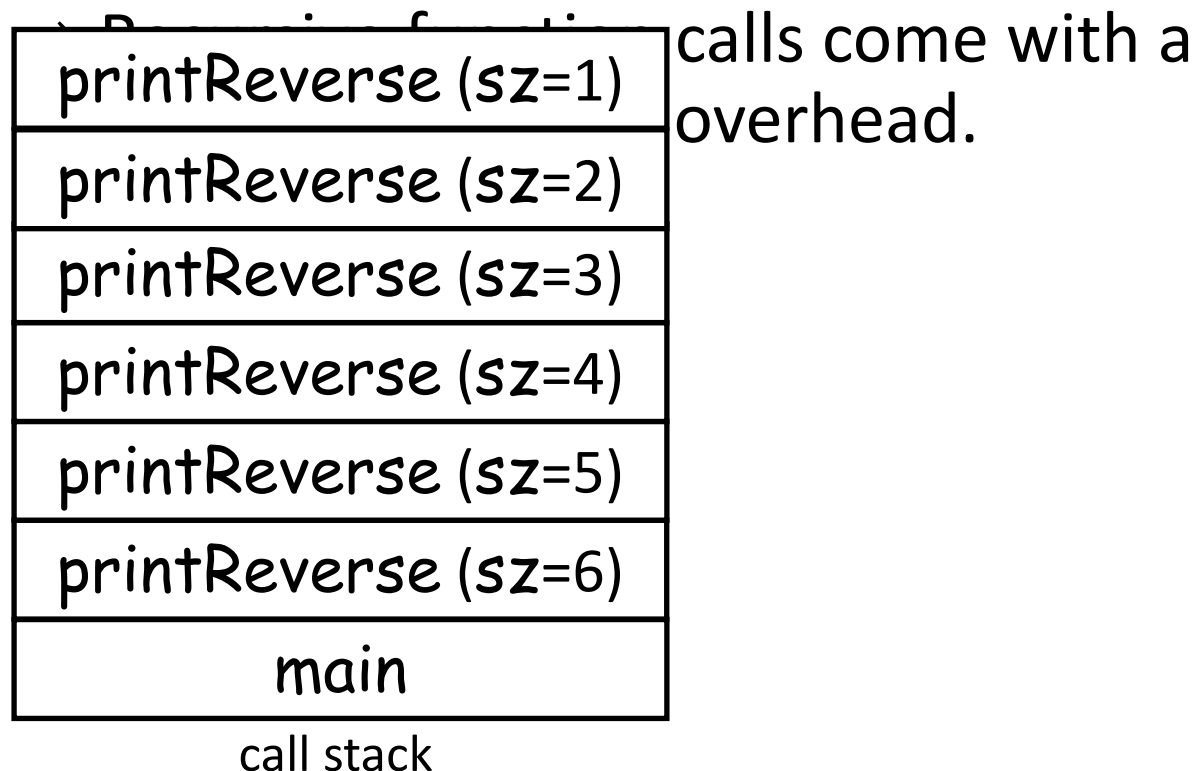 calls come with a
overhead.
printReverse (sz=1)
printReverse (sz=2)
printReverse (sz=3)
printReverse (sz=4)
printReverse (sz=5)
printReverse (sz=6)
main
call stack